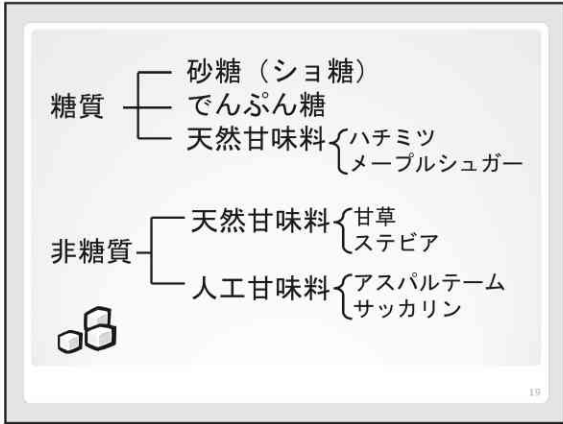 糖質
砂糖（ショ糖）
でんぷん糖
天然甘味料
ハチミツ
メープルシュガー
非糖質
天然甘味料
甘草
ステビア
人工甘味料
アスパルテーム
サッカリン
19